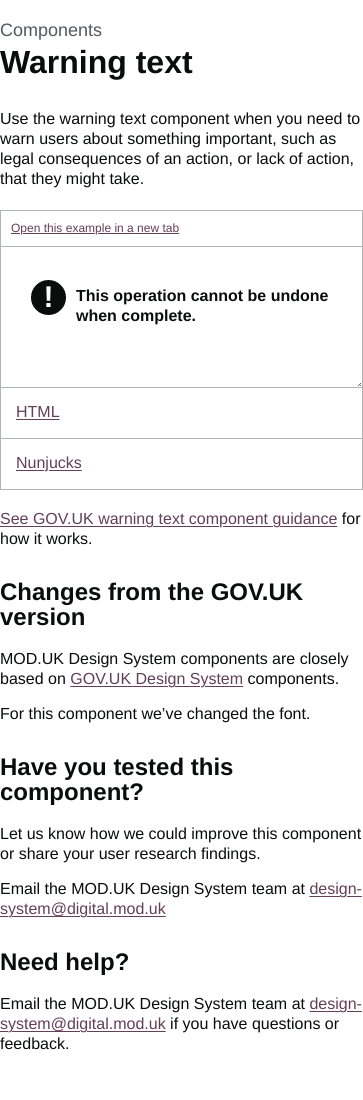 Components
Warning text
Use the warning text component when you need to
warn users about something important, such as
legal consequences of an action, or lack of action,
that they might take.
Open this example in a new tab
! This operation cannot be undone
when complete.
HTML
Nunjucks
See GOV.UK warning text component guidance for
how it works.
Changes from the GOV.UK
version
MOD.UK Design System components are closely
based on GOV.UK Design System components.
For this component we’ve changed the font.
Have you tested this
component?
Let us know how we could improve this component
or share your user research findings.
Email the MOD.UK Design System team at design-
system@digital.mod.uk
Need help?
Email the MOD.UK Design System team at design-
system@digital.mod.uk if you have questions or
feedback.